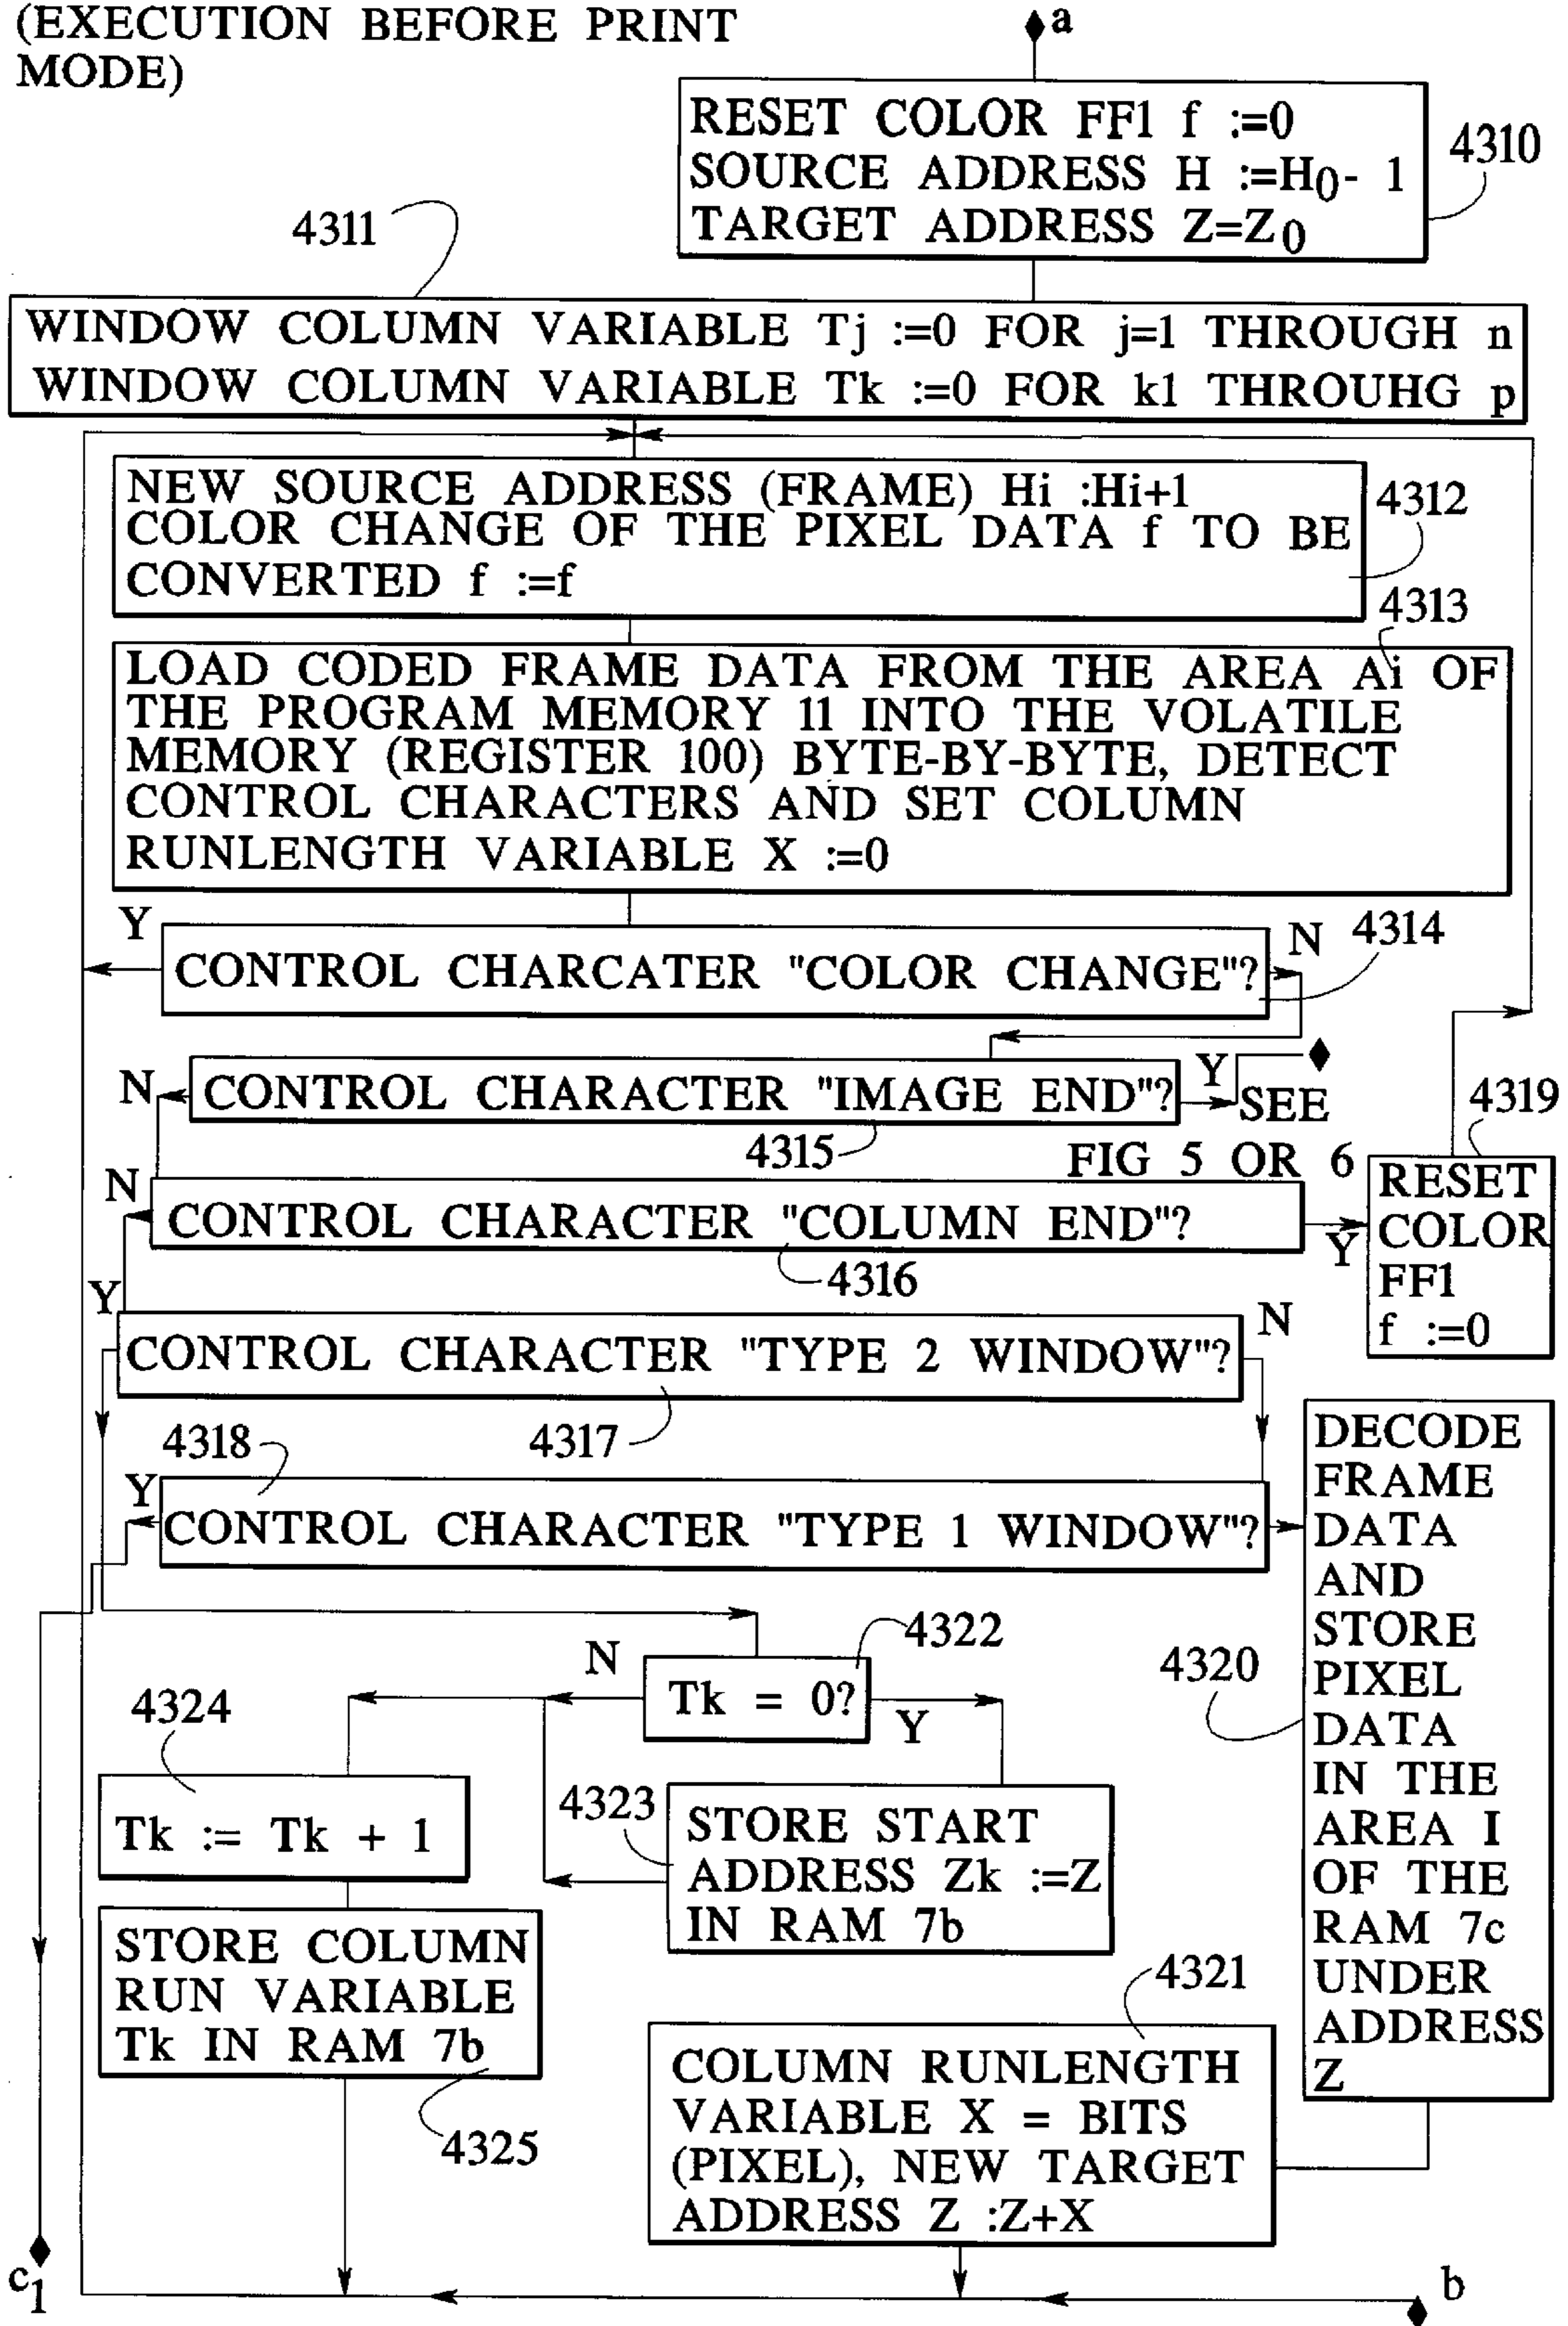 (EXECUTION BEFORE PRINT
MODE)
a
RESET COLOR FF1 f :=0
SOURCE ADDRESS H :=H0- 1
TARGET ADDRESS Z=Z0
4310
4311
WINDOW COLUMN VARIABLE Tj :=0 FOR j=1 THROUGH n
WINDOW COLUMN VARIABLE Tk :=0 FOR k1 THROUHG p
NEW SOURCE ADDRESS (FRAME) Hi :Hi+1
COLOR CHANGE OF THE PIXEL DATA f TO BE
CONVERTED f :=f
4312
4313
LOAD CODED FRAME DATA FROM THE AREA Ai OF
THE PROGRAM MEMORY 11 INTO THE VOLATILE
MEMORY (REGISTER 100) BYTE-BY-BYTE, DETECT
CONTROL CHARACTERS AND SET COLUMN
RUNLENGTH VARIABLE X :=0
Y
CONTROL CHARCATER "COLOR CHANGE"?
N
4314
N
CONTROL CHARACTER "IMAGE END"?
Y
SEE
FIG 5 OR 6
4315
4319
RESET
COLOR
FF1
f :=0
N
CONTROL CHARACTER "COLUMN END"?
Y
4316
Y
CONTROL CHARACTER "TYPE 2 WINDOW"?
N
4317
4318
Y
CONTROL CHARACTER "TYPE 1 WINDOW"?
DECODE
FRAME
DATA
AND
STORE
PIXEL
DATA
IN THE
AREA I
OF THE
RAM 7c
UNDER
ADDRESS
Z
4320
4322
N
Tk = 0?
Y
4324
Tk := Tk + 1
4323
STORE START
ADDRESS Zk :=Z
IN RAM 7b
STORE COLUMN
RUN VARIABLE
Tk IN RAM 7b
4325
4321
COLUMN RUNLENGTH
VARIABLE X = BITS
(PIXEL), NEW TARGET
ADDRESS Z :Z+X
c1
b